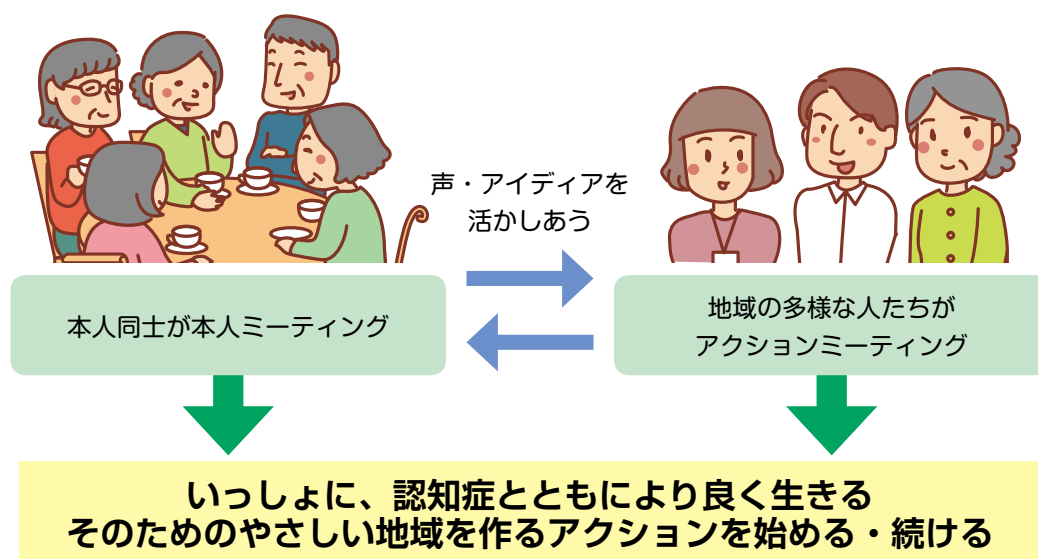 声・アイディアを
活かしあう
本人同士が本人ミーティング
地域の多様な人たちが
アクションミーティング
いっしょに、認知症とともにより良く生きる
そのためのやさしい地域を作るアクションを始める・続ける